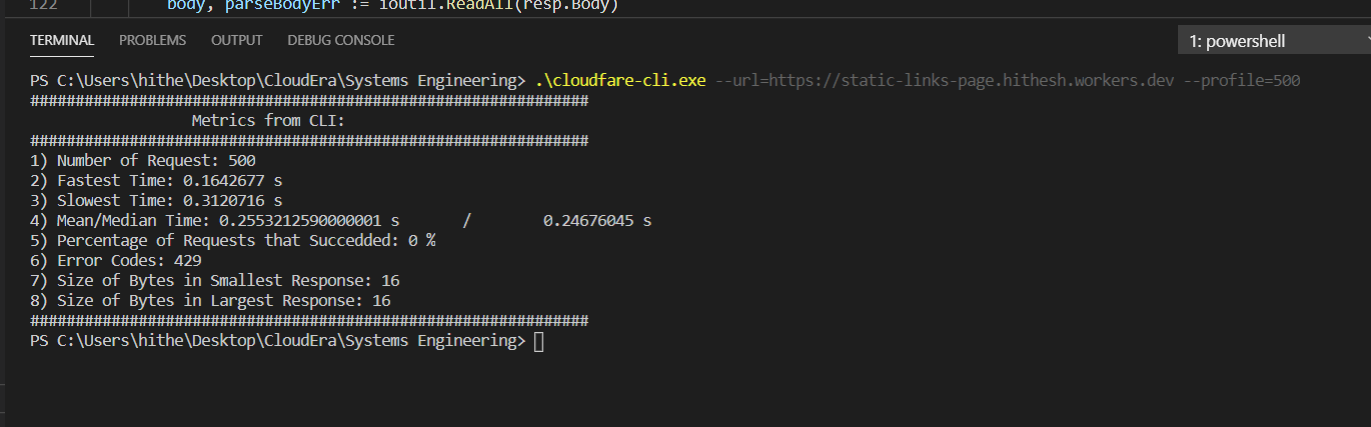 122 body, parseBodyErr := ioutil.ReadAll(resp.Body)
TERMINAL PROBLEMS OUTPUT DEBUG CONSOLE 1: powershell
PS C:\Users\hithe\Desktop\CloudEra\Systems Engineering> .\cloudfare-cli.exe --url=https://static-links-page.hithesh.workers.dev --profile=500
##############################################################
Metrics from CLI:
##############################################################
1) Number of Request: 500
2) Fastest Time: 0.1642677 s
3) Slowest Time: 0.3120716 s
4) Mean/Median Time: 0.2553212590000001 s / 0.24676045 s
5) Percentage of Requests that Succedded: 0 %
6) Error Codes: 429
7) Size of Bytes in Smallest Response: 16
8) Size of Bytes in Largest Response: 16
##############################################################
PS C:\Users\hithe\Desktop\CloudEra\Systems Engineering>